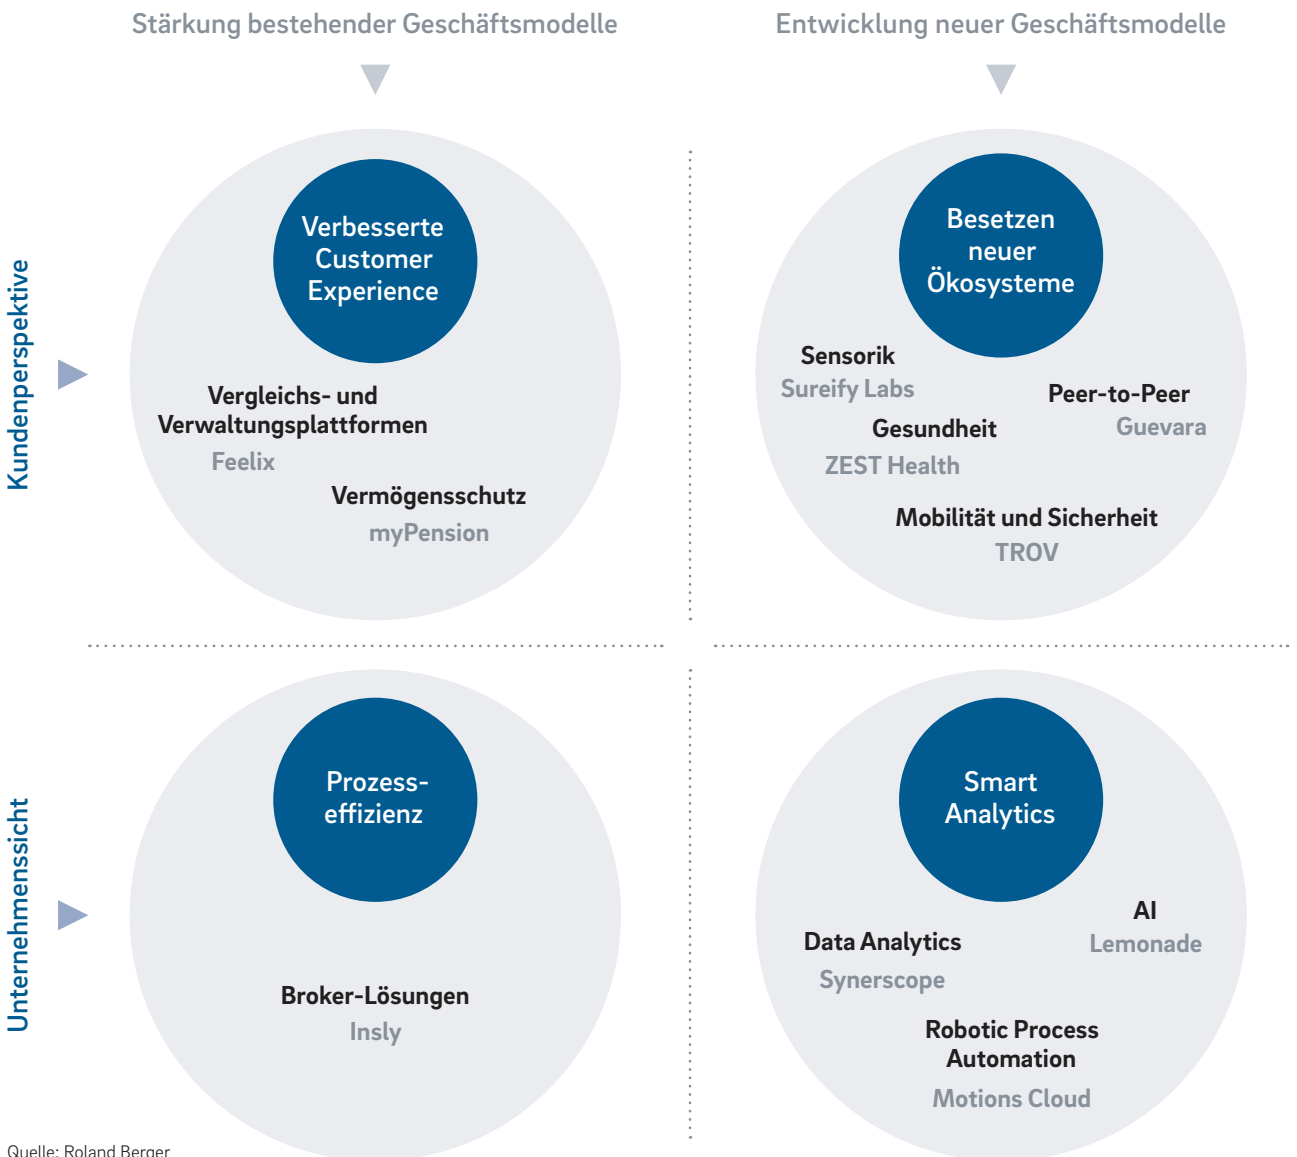 Stärkung bestehender Geschäftsmodelle
Entwicklung neuer Geschäftsmodelle
Kundenperspektive
Verbesserte
Customer
Experience
Vergleichs- und
Verwaltungsplattformen
Feelix
Vermögensschutz
myPension
Besetzen
neuer
Ökosysteme
Sensorik
Sureify Labs
Peer-to-Peer
Guevara
Gesundheit
ZEST Health
Mobilität und Sicherheit
TROV
Unternehmenssicht
Prozess-
effizienz
Broker-Lösungen
Insly
Smart
Analytics
AI
Lemonade
Data Analytics
Synerscope
Robotic Process
Automation
Motions Cloud
Quelle: Roland Berger